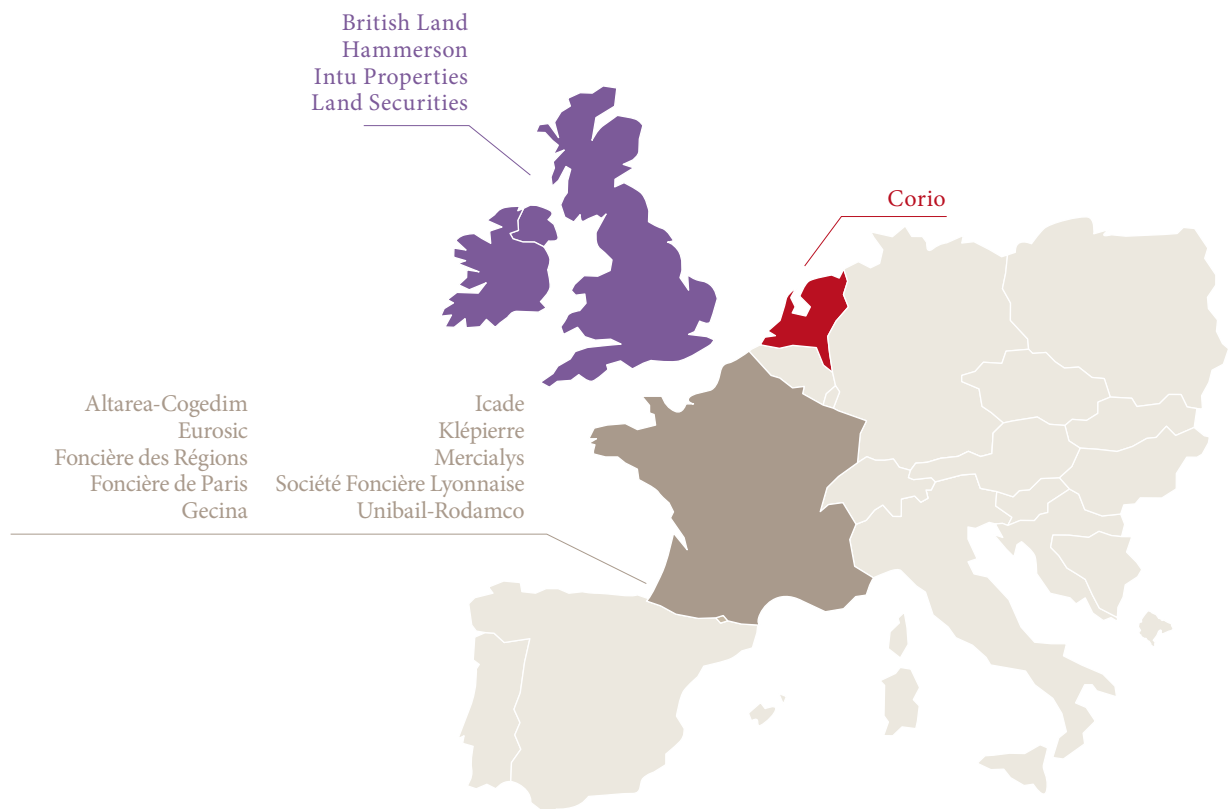 British Land
Hammerson
Intu Properties
Land Securities
Corio
Altarea-Cogedim
Eurosic
Foncière des Régions
Foncière de Paris
Gecina
Icade
Klépierre
Mercialys
Société Foncière Lyonnaise
Unibail-Rodamco